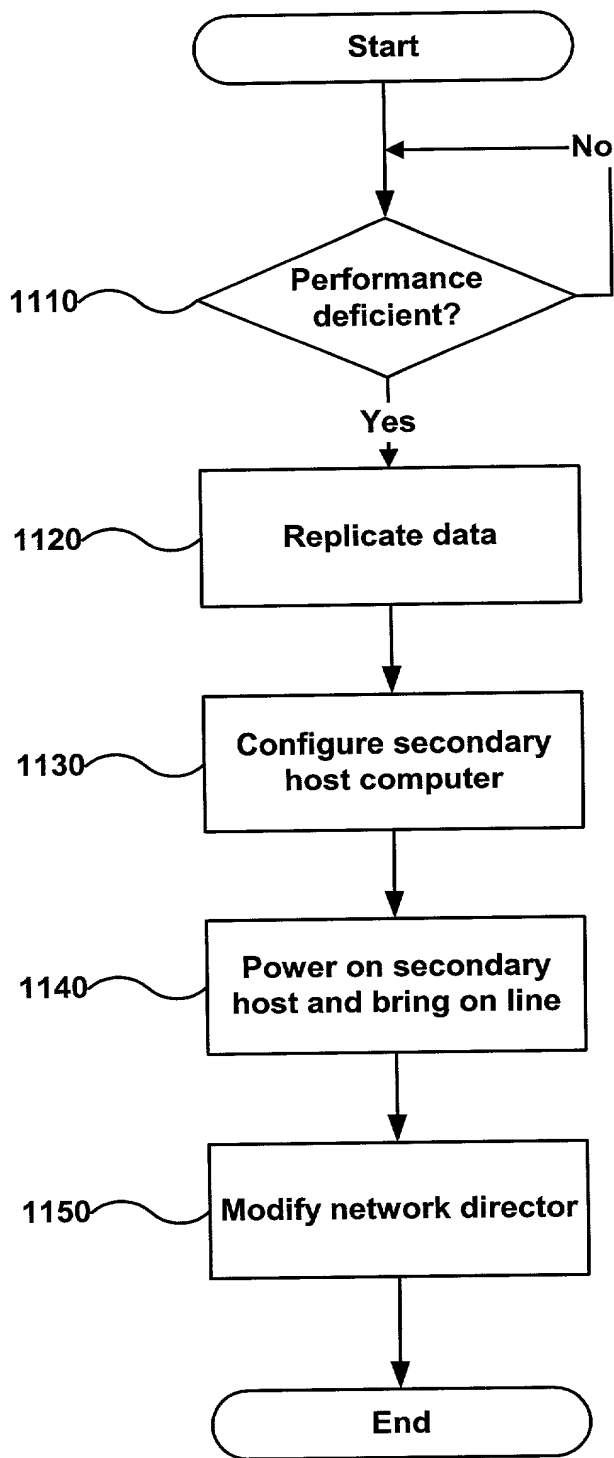 Start
No
Performance
deficient?
1110
Yes
Replicate data
1120
Configure secondary
host computer
1130
Power on secondary
host and bring on line
1140
Modify network director
1150
End